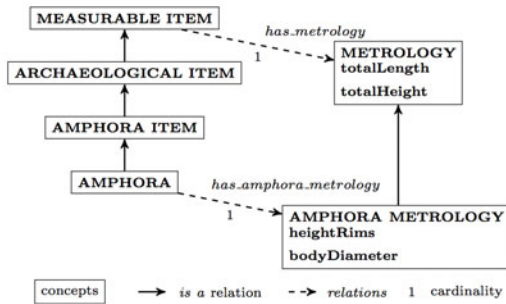 MEASURABLE ITEM
has_metrology
1
METROLOGY
totalLength
totalHeight
ARCHAEOLOGICAL ITEM
AMPHORA ITEM
AMPHORA
has_amphora_metrology
1
AMPHORA METROLOGY
heightRims
bodyDiameter
concepts is a relation relations 1 cardinality